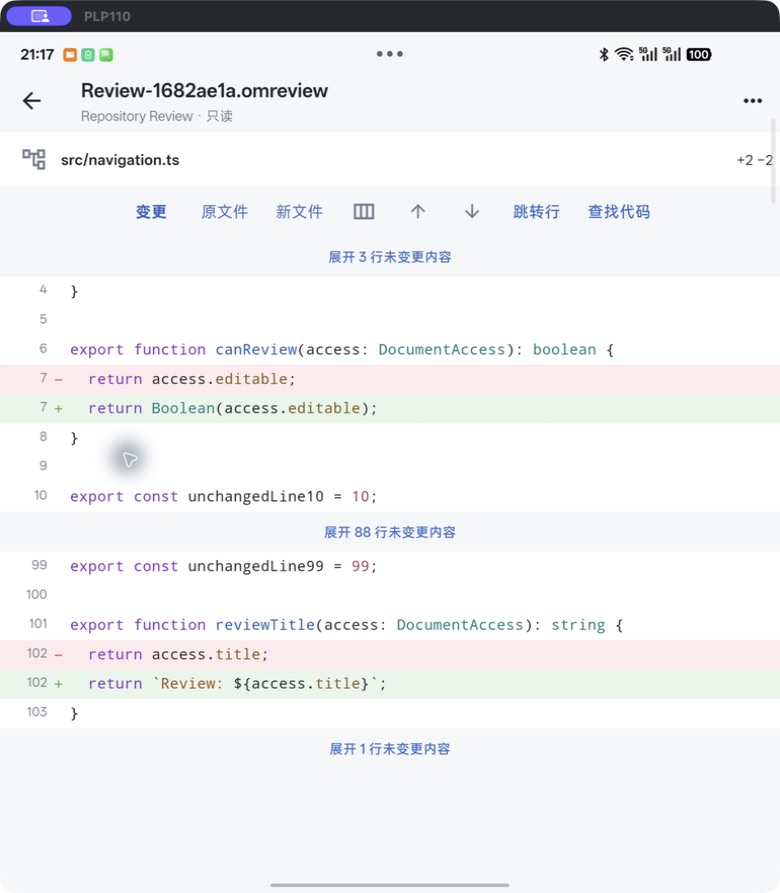 PLP110
21:17 5G 5G 100
Review-1682ae1a.omreview
Repository Review · 只读
src/navigation.ts +2 −2
变更 原文件 新文件 跳转行 查找代码
展开 3 行未变更内容
4 }
5
6 export function canReview(access: DocumentAccess): boolean {
7 − return access.editable;
7 + return Boolean(access.editable);
8 }
9
10 export const unchangedLine10 = 10;
展开 88 行未变更内容
99 export const unchangedLine99 = 99;
100
101 export function reviewTitle(access: DocumentAccess): string {
102 − return access.title;
102 + return `Review: ${access.title}`;
103 }
展开 1 行未变更内容